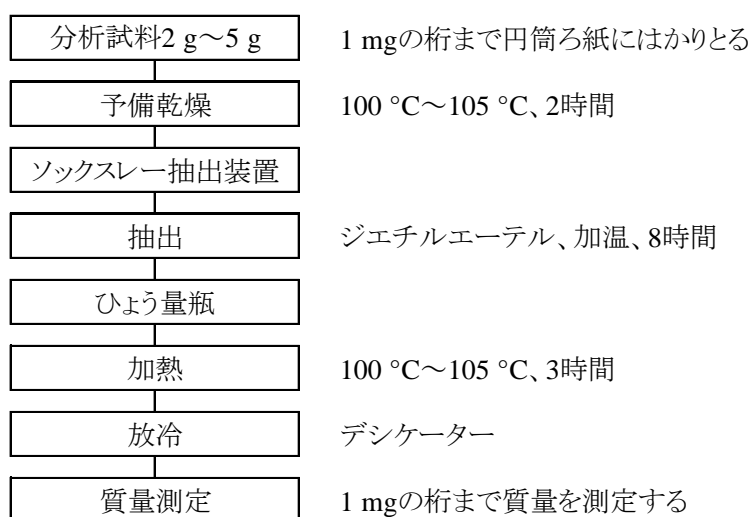 分析試料2 g～5 g 1 mgの桁まで円筒ろ紙にはかりとる
予備乾燥 100 °C～105 °C、2時間
ソックスレー抽出装置
抽出 ジエチルエーテル、加温、8時間
ひょう量瓶
加熱 100 °C～105 °C、3時間
放冷 デシケーター
質量測定 1 mgの桁まで質量を測定する